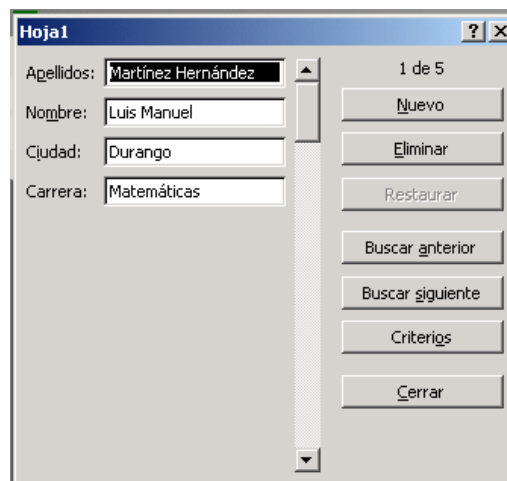 Hoja1
Apellidos: Martínez Hernández
1 de 5
Nuevo
Nombre: Luis Manuel
Ciudad: Durango
Eliminar
Carrera: Matemáticas
Restaurar
Buscar anterior
Buscar siguiente
Criterios
Cerrar